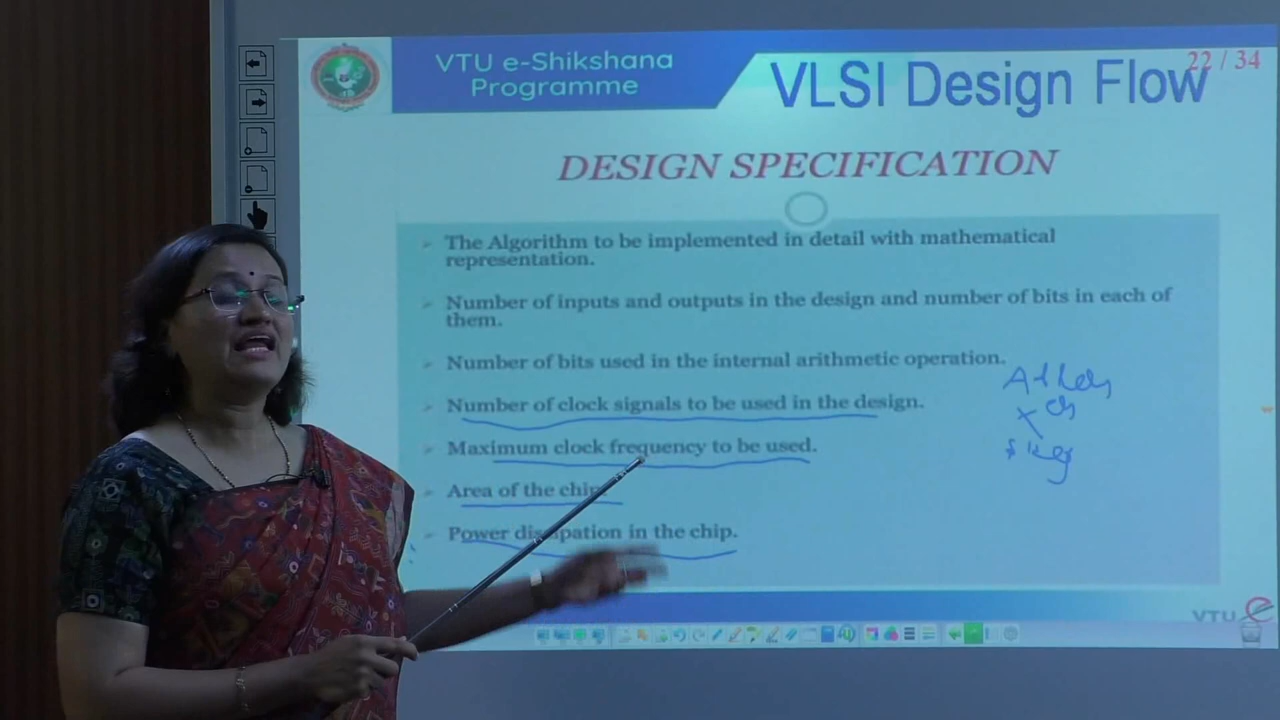 VTU e-Shikshana
Programme
VLSI Design Flow
22 / 34
DESIGN SPECIFICATION
The Algorithm to be implemented in detail with mathematical
representation.
Number of inputs and outputs in the design and number of bits in each of
them.
Number of bits used in the internal arithmetic operation.
Number of clock signals to be used in the design.
Maximum clock frequency to be used.
Area of the chip
Power dissipation in the chip.
VTU